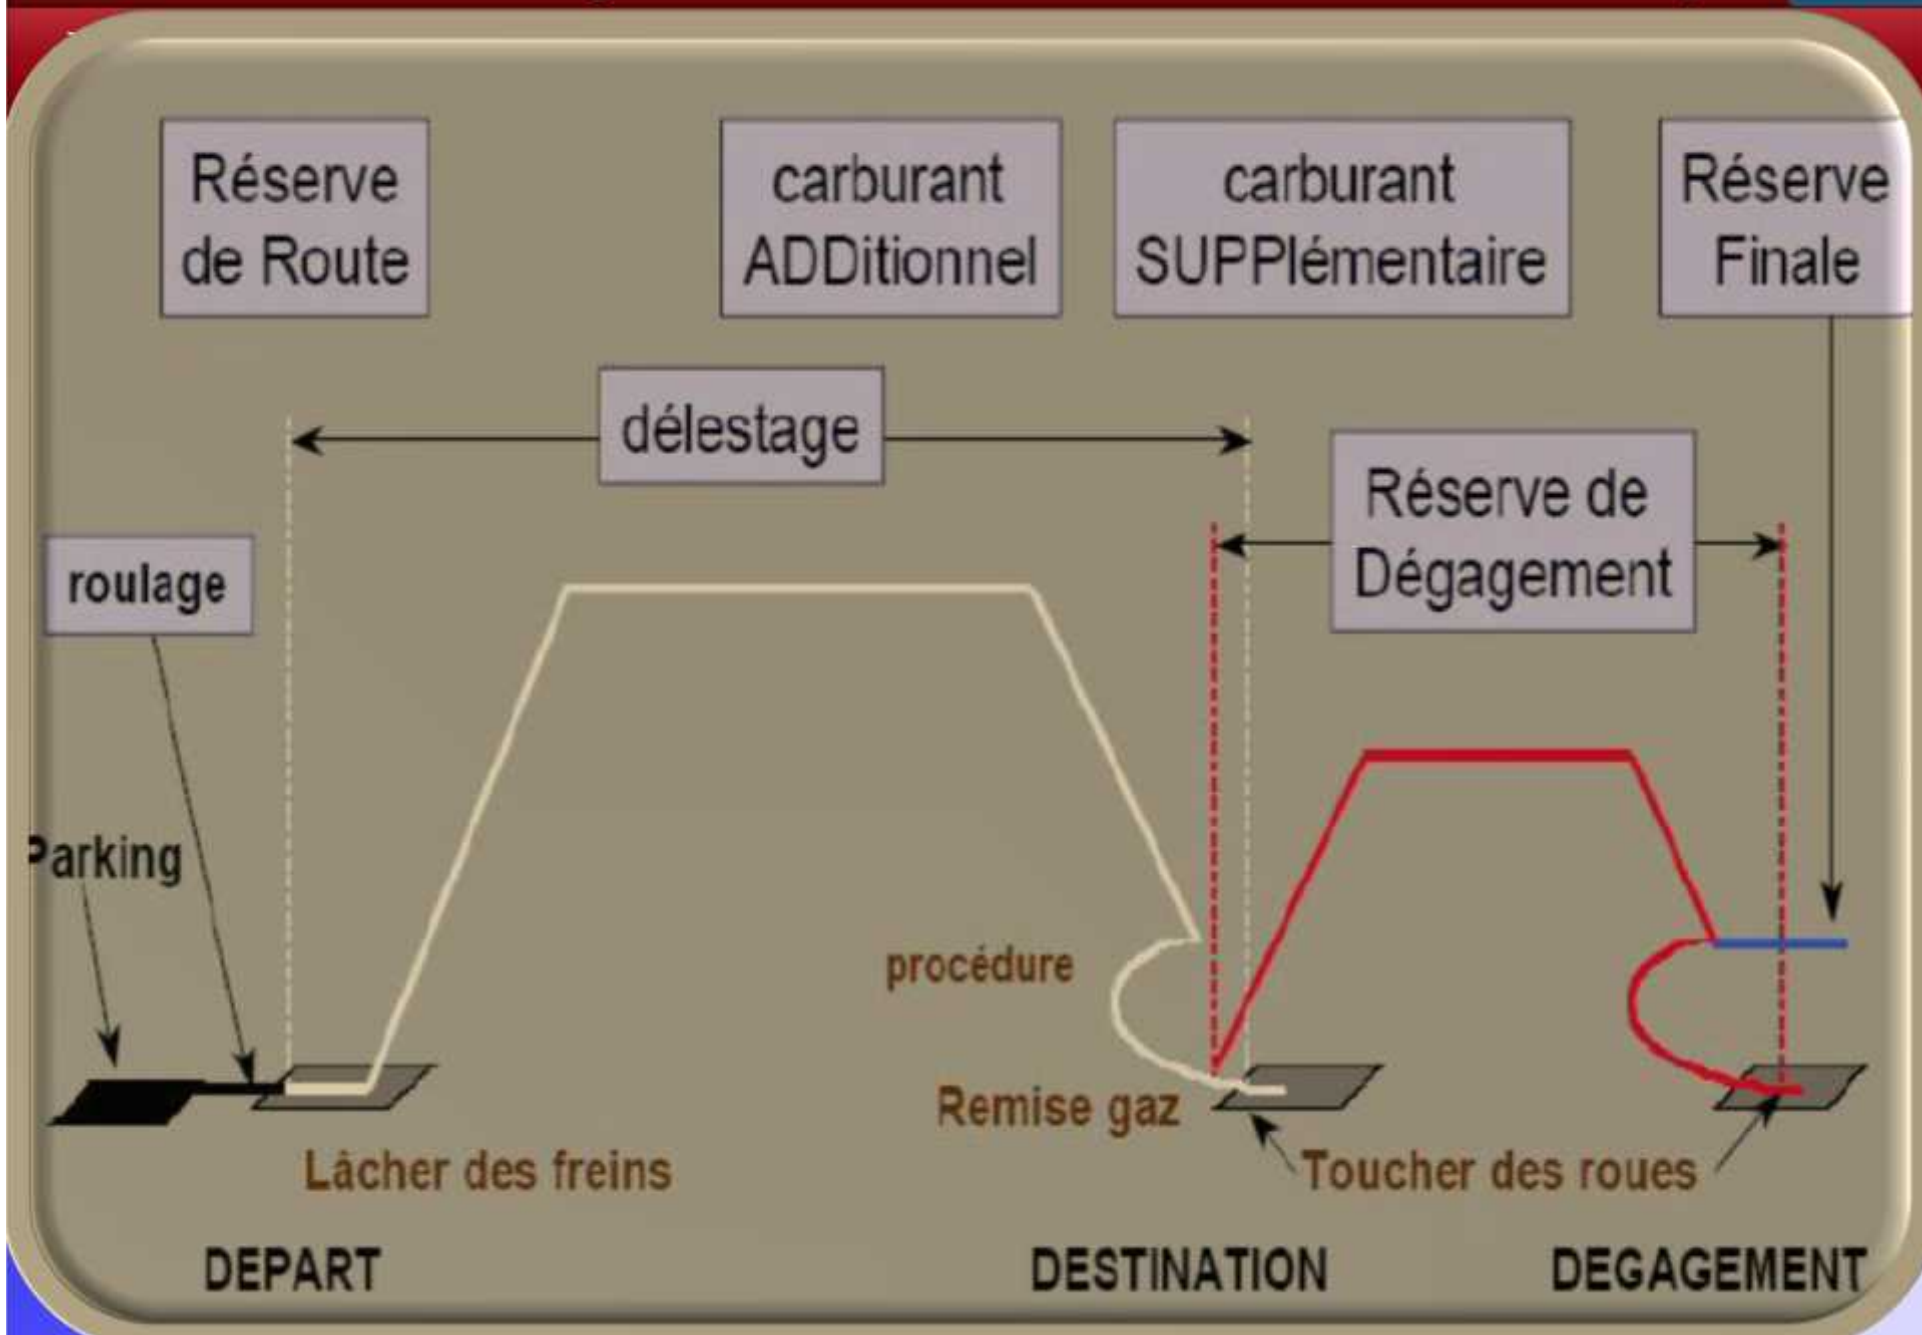 Réserve
de Route
carburant
ADDitionnel
carburant
SUPPlémentaire
Réserve
Finale
délestage
Réserve de
Dégagement
roulage
Parking
procédure
Remise gaz
Lâcher des freins
Toucher des roues
DEPART
DESTINATION
DEGAGEMENT